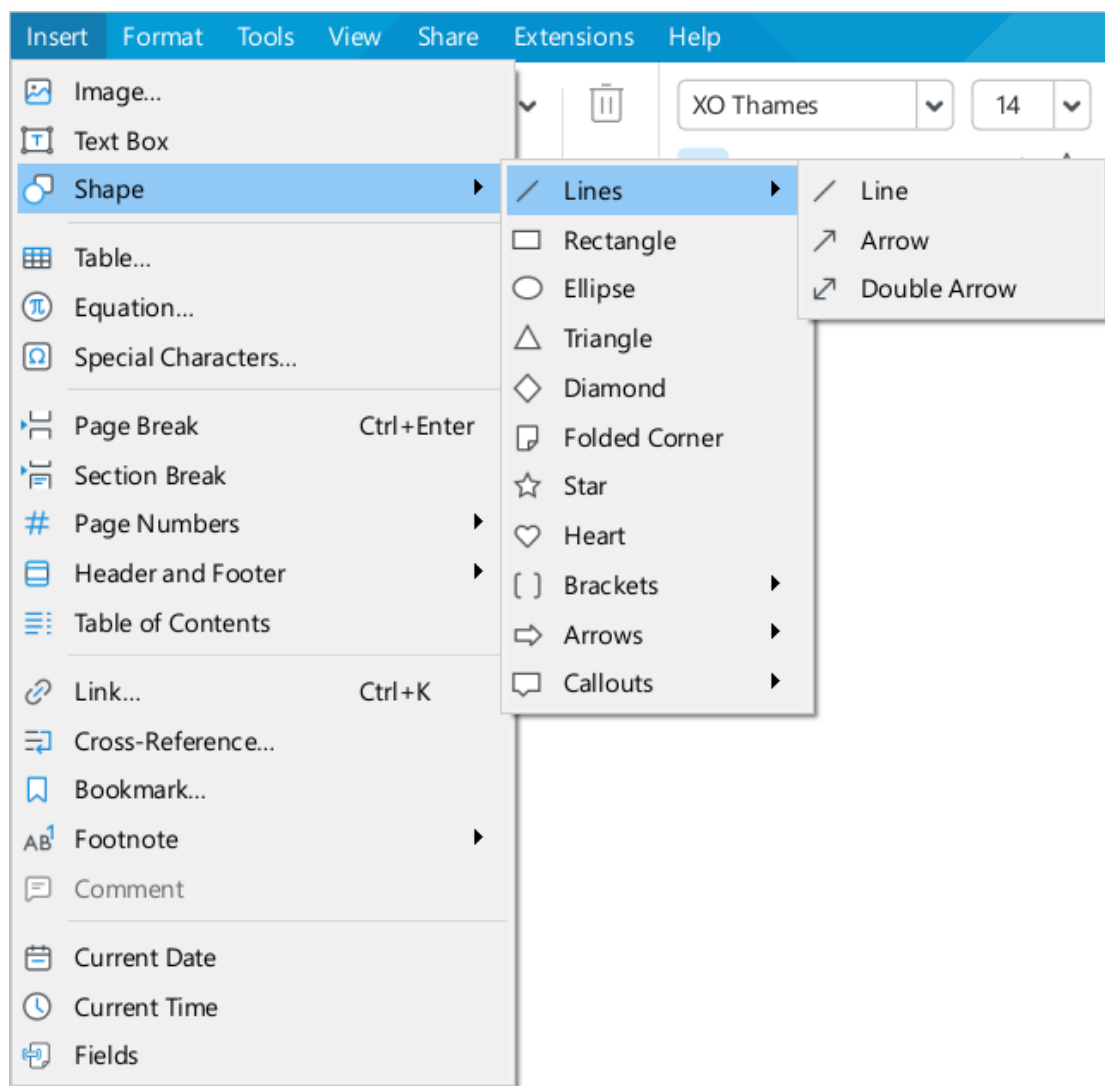 Insert Format Tools View Share Extensions Help
XO Thames 14
Image...
Text Box
Shape
Table...
Equation...
Special Characters...
Page Break Ctrl+Enter
Section Break
Page Numbers
Header and Footer
Table of Contents
Link... Ctrl+K
Cross-Reference...
Bookmark...
Footnote
Comment
Current Date
Current Time
Fields
Lines
Rectangle
Ellipse
Triangle
Diamond
Folded Corner
Star
Heart
Brackets
Arrows
Callouts
Line
Arrow
Double Arrow